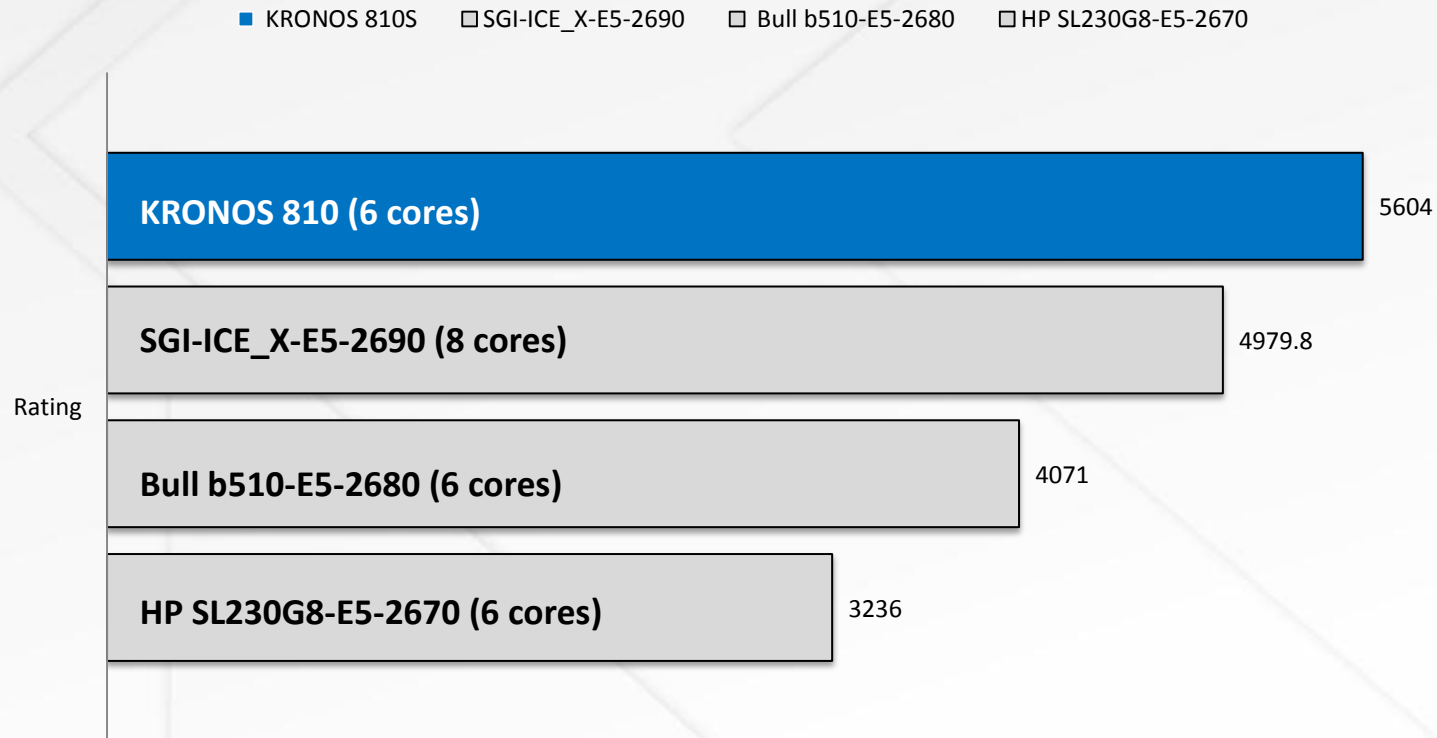 KRONOS 810S SGI-ICE_X-E5-2690 Bull b510-E5-2680 HP SL230G8-E5-2670
KRONOS 810 (6 cores) 5604
SGI-ICE_X-E5-2690 (8 cores) 4979.8
Rating
Bull b510-E5-2680 (6 cores) 4071
HP SL230G8-E5-2670 (6 cores) 3236